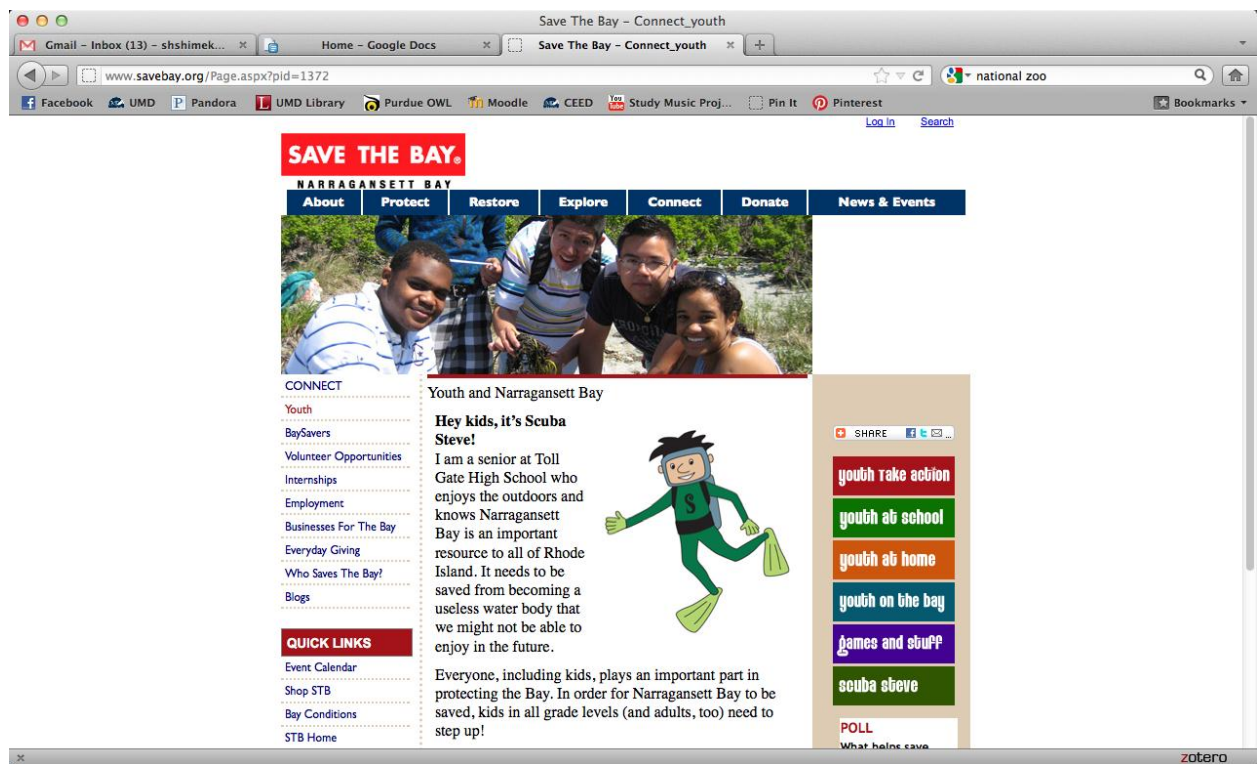 Save The Bay – Connect_youth
Gmail – Inbox (13) – shshimek... Home – Google Docs Save The Bay – Connect_youth
www.savebay.org/Page.aspx?pid=1372 national zoo
Facebook UMD Pandora UMD Library Purdue OWL Moodle CEED Study Music Proj... Pin It Pinterest Bookmarks
Log In Search
SAVE THE BAY®
NARRAGANSETT BAY
About Protect Restore Explore Connect Donate News & Events
CONNECT
Youth
BaySavers
Volunteer Opportunities
Internships
Employment
Businesses For The Bay
Everyday Giving
Who Saves The Bay?
Blogs
QUICK LINKS
Event Calendar
Shop STB
Bay Conditions
STB Home
Youth and Narragansett Bay
Hey kids, it's Scuba
Steve!
I am a senior at Toll
Gate High School who
enjoys the outdoors and
knows Narragansett
Bay is an important
resource to all of Rhode
Island. It needs to be
saved from becoming a
useless water body that
we might not be able to
enjoy in the future.
S
Everyone, including kids, plays an important part in
protecting the Bay. In order for Narragansett Bay to be
saved, kids in all grade levels (and adults, too) need to
step up!
SHARE ...
youth Take action
youth at school
youth at home
youth on the bay
games and stuff
scuba steve
POLL
What helps save
zotero